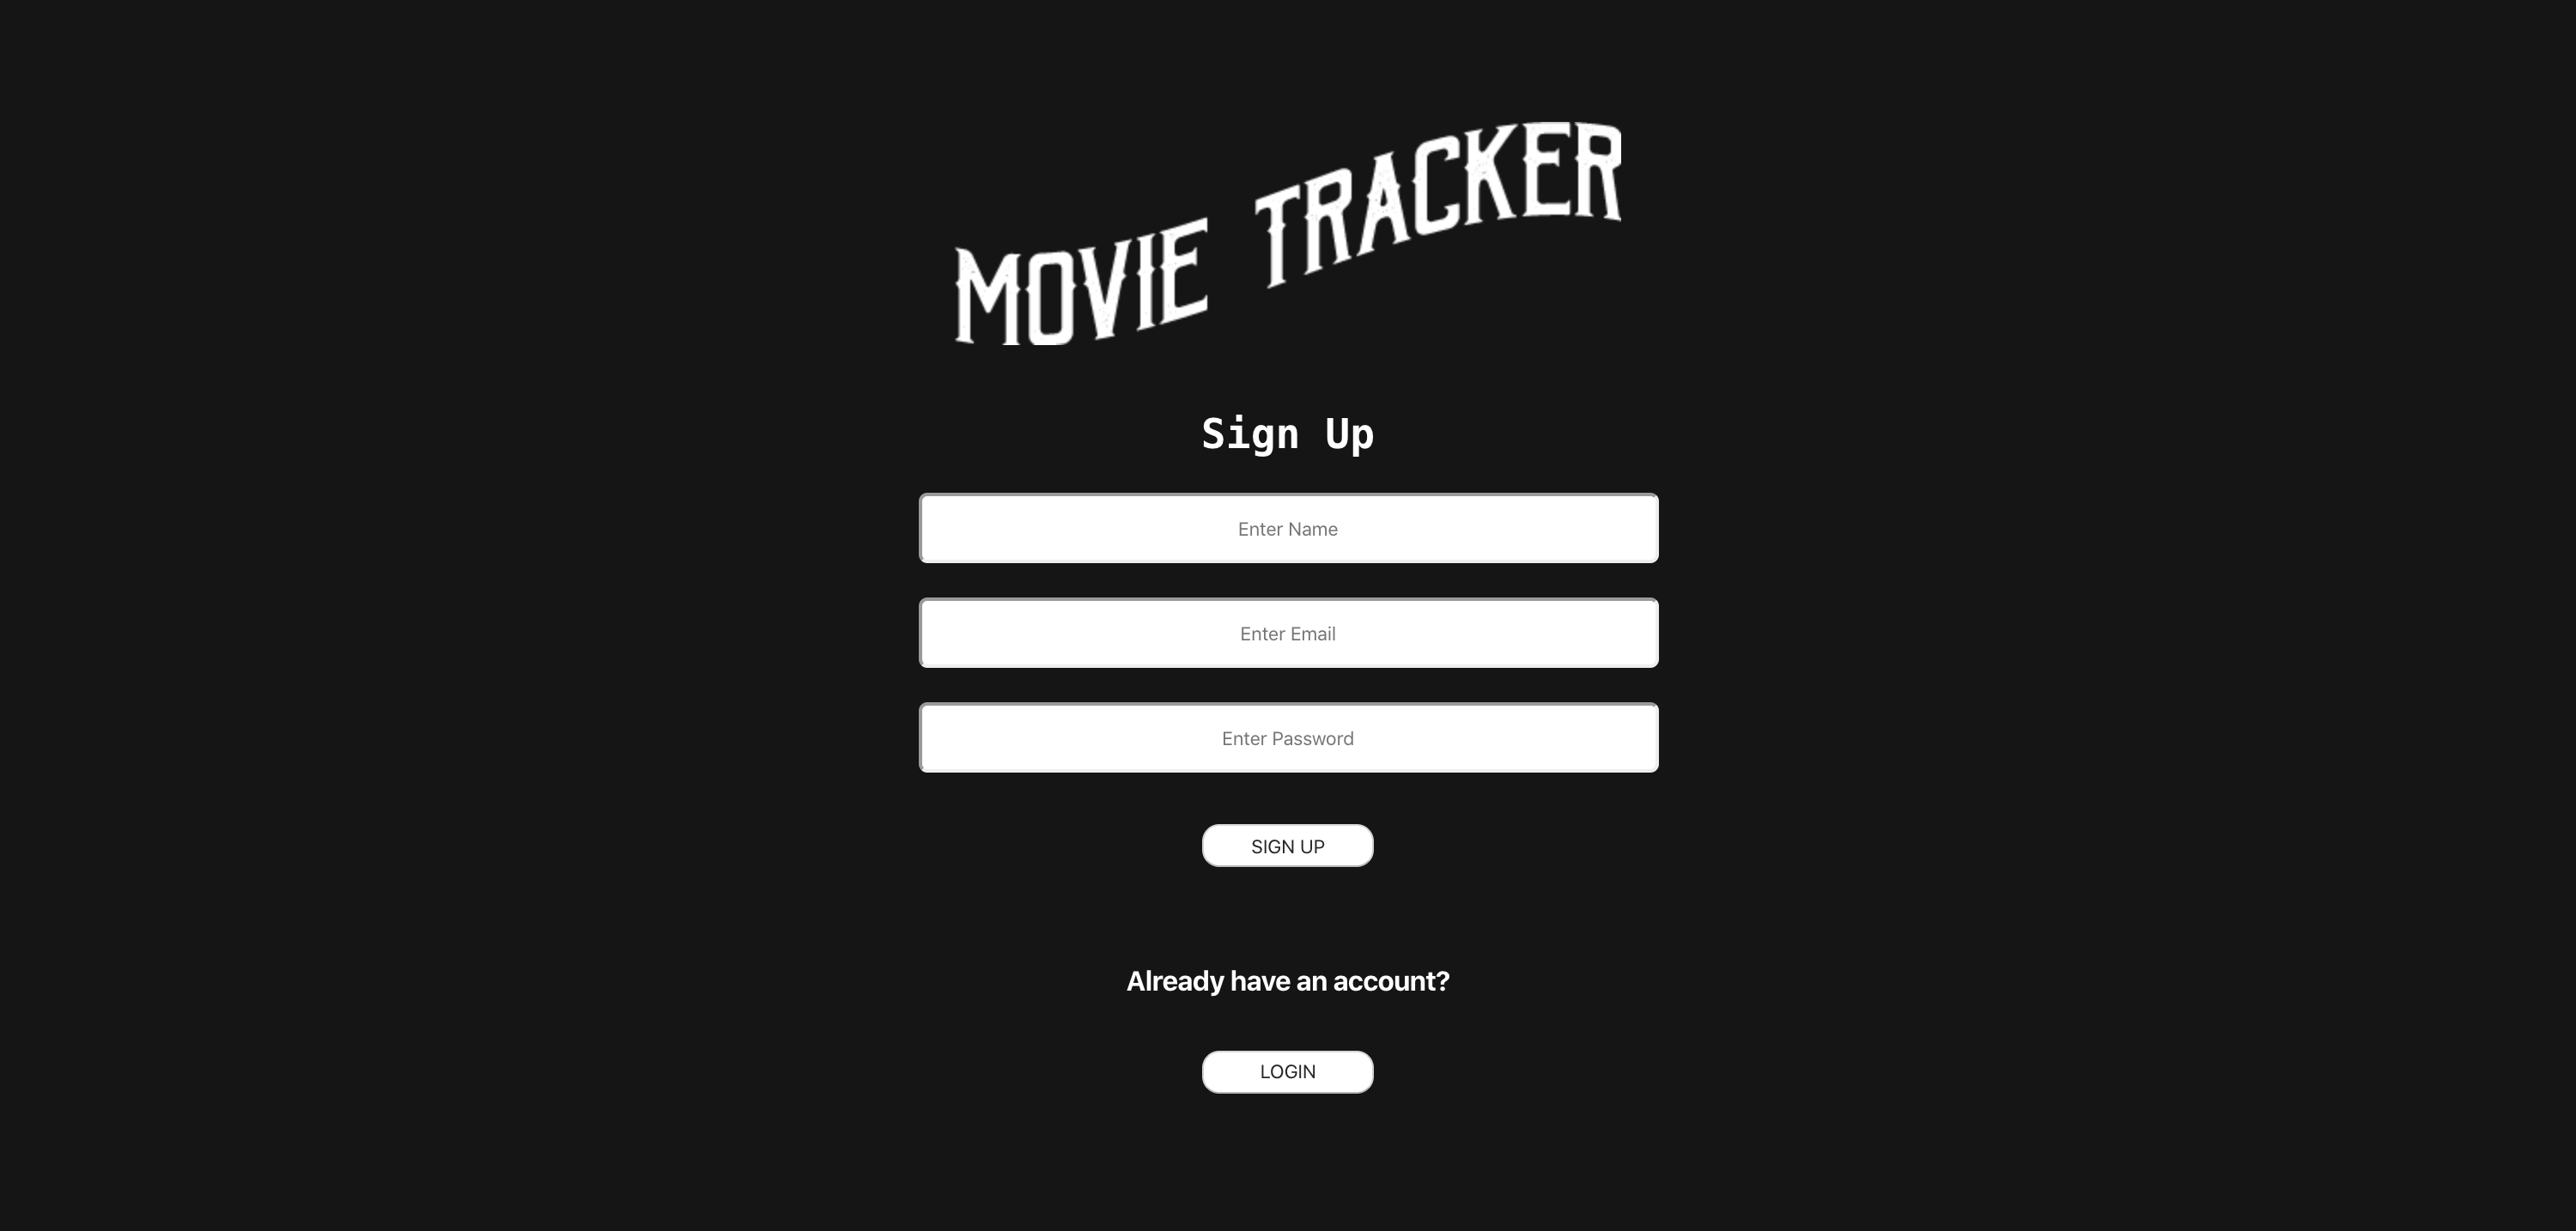 MOVIE TRACKER
Sign Up
Enter Name
Enter Email
Enter Password
SIGN UP
Already have an account?
LOGIN